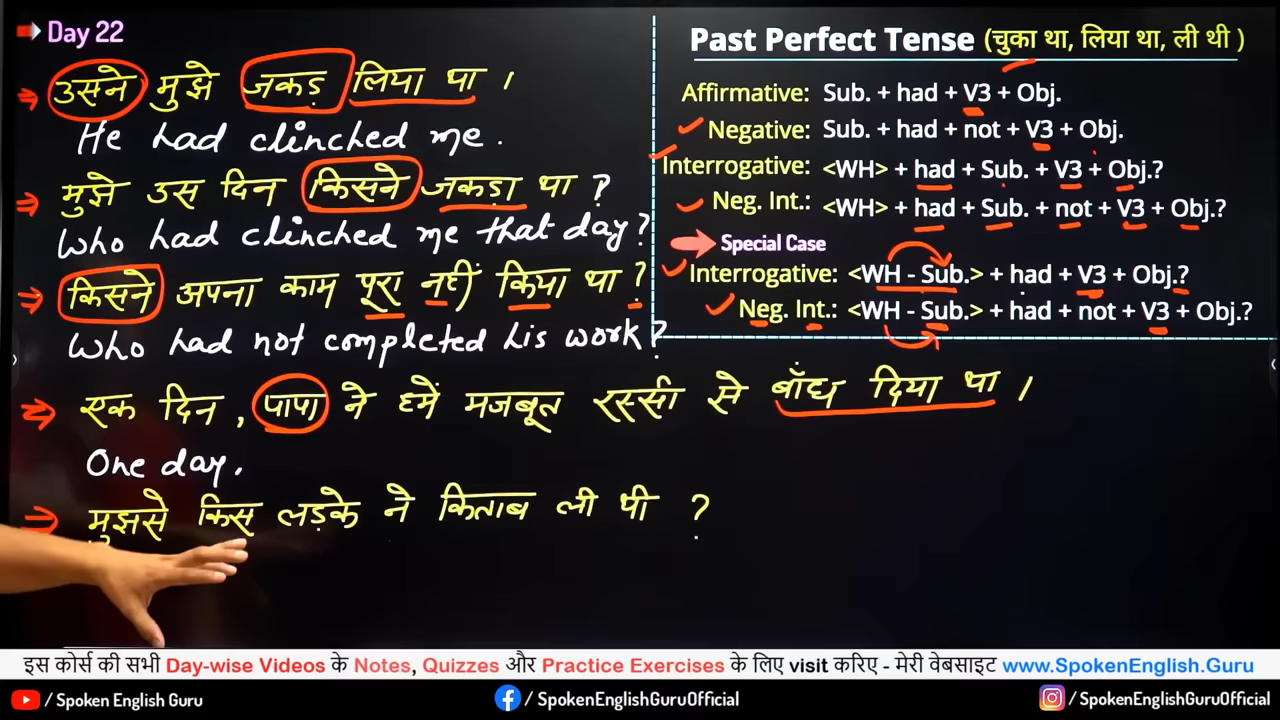 Day 22
उसने मुझे जकड़ लिया था ।
He had clinched me.
मुझे उस दिन किसने जकड़ा था ?
Who had clinched me that day?
किसने अपना काम पूरा नहीं किया था ?
Who had not completed his work?
एक दिन, पापा ने हमें मजबूत रस्सी से बाँध दिया था ।
One day,
मुझसे किस लड़के ने किताब ली थी ?
Past Perfect Tense (चुका था, लिया था, ली थी )
Affirmative: Sub. + had + V3 + Obj.
Negative: Sub. + had + not + V3 + Obj.
Interrogative: <WH> + had + Sub. + V3 + Obj.?
Neg. Int.: <WH> + had + Sub. + not + V3 + Obj.?
Special Case
Interrogative: <WH - Sub.> + had + V3 + Obj.?
Neg. Int.: <WH - Sub.> + had + not + V3 + Obj.?
इस कोर्स की सभी Day-wise Videos के Notes, Quizzes और Practice Exercises के लिए visit करिए - मेरी वेबसाइट www.SpokenEnglish.Guru
/ Spoken English Guru
/ SpokenEnglishGuruOfficial
/ SpokenEnglishGuruOfficial